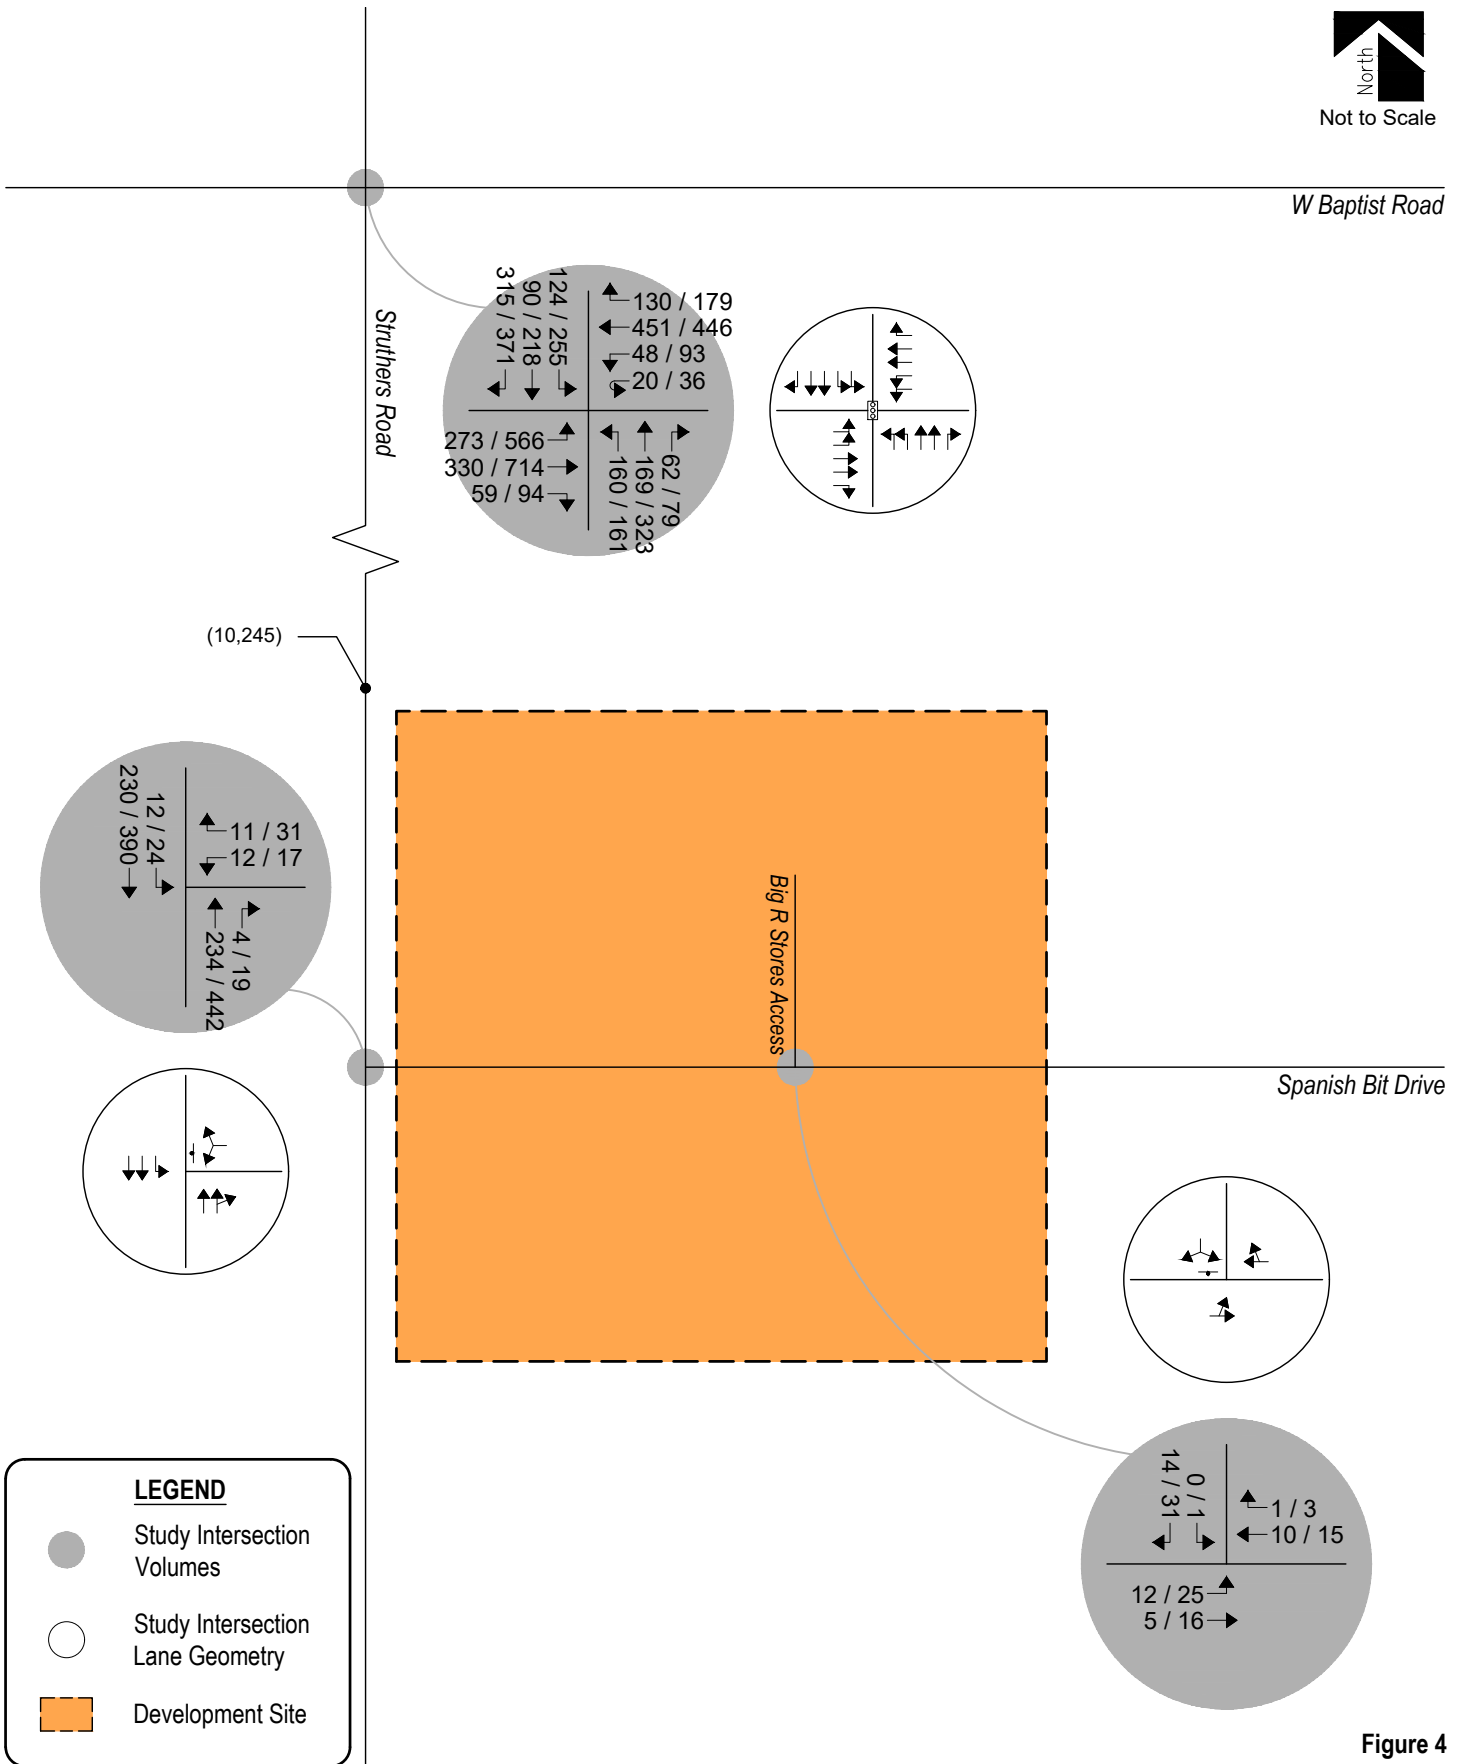 North
Not to Scale
W Baptist Road
Struthers Road
315 / 371
90 / 218
124 / 255
130 / 179
451 / 446
48 / 93
20 / 36
273 / 566
330 / 714
59 / 94
160 / 161
169 / 323
62 / 79
(10,245)
230 / 390
12 / 24
11 / 31
12 / 17
234 / 442
4 / 19
Big R Stores Access
Spanish Bit Drive
14 / 31
0 / 1
1 / 3
10 / 15
12 / 25
5 / 16
LEGEND
Study Intersection
Volumes
Study Intersection
Lane Geometry
Development Site
Figure 4